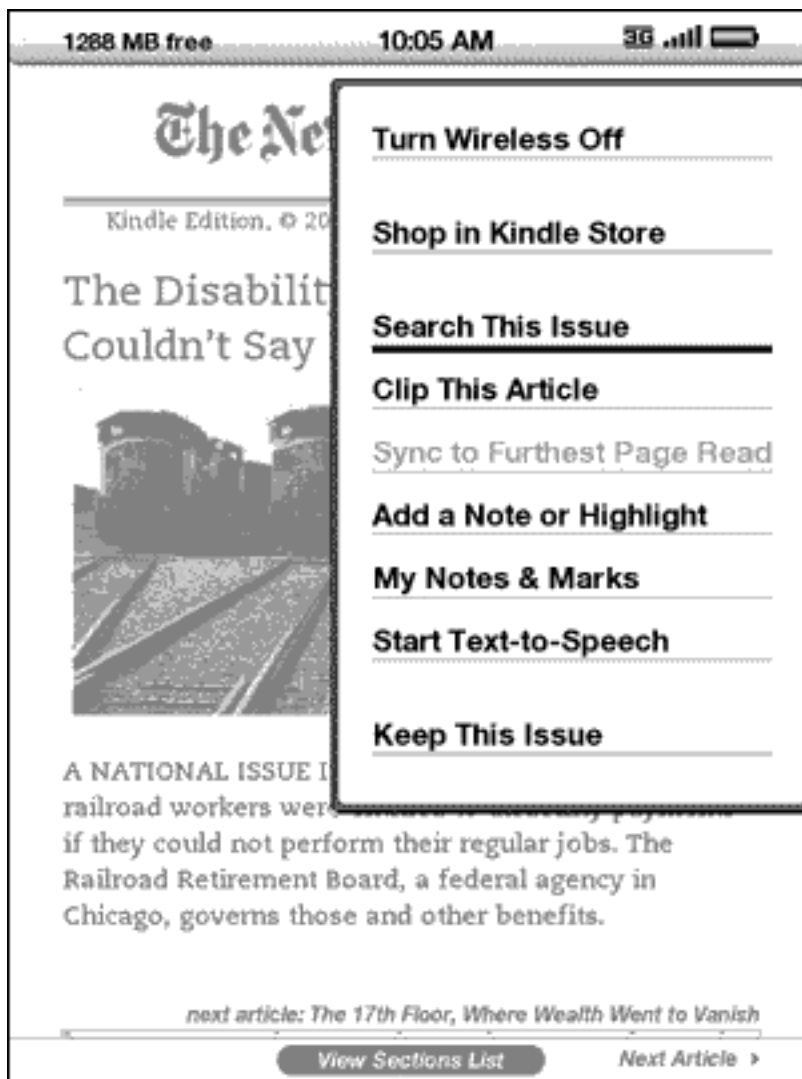 1288 MB free 10:05 AM 3G
The Ne
Kindle Edition, © 20
The Disabilit
Couldn't Say
Turn Wireless Off
Shop in Kindle Store
Search This Issue
Clip This Article
Sync to Furthest Page Read
Add a Note or Highlight
My Notes & Marks
Start Text-to-Speech
Keep This Issue
A NATIONAL ISSUE I
railroad workers were
if they could not perform their regular jobs. The
Railroad Retirement Board, a federal agency in
Chicago, governs those and other benefits.
next article: The 17th Floor, Where Wealth Went to Vanish
View Sections List Next Article ›